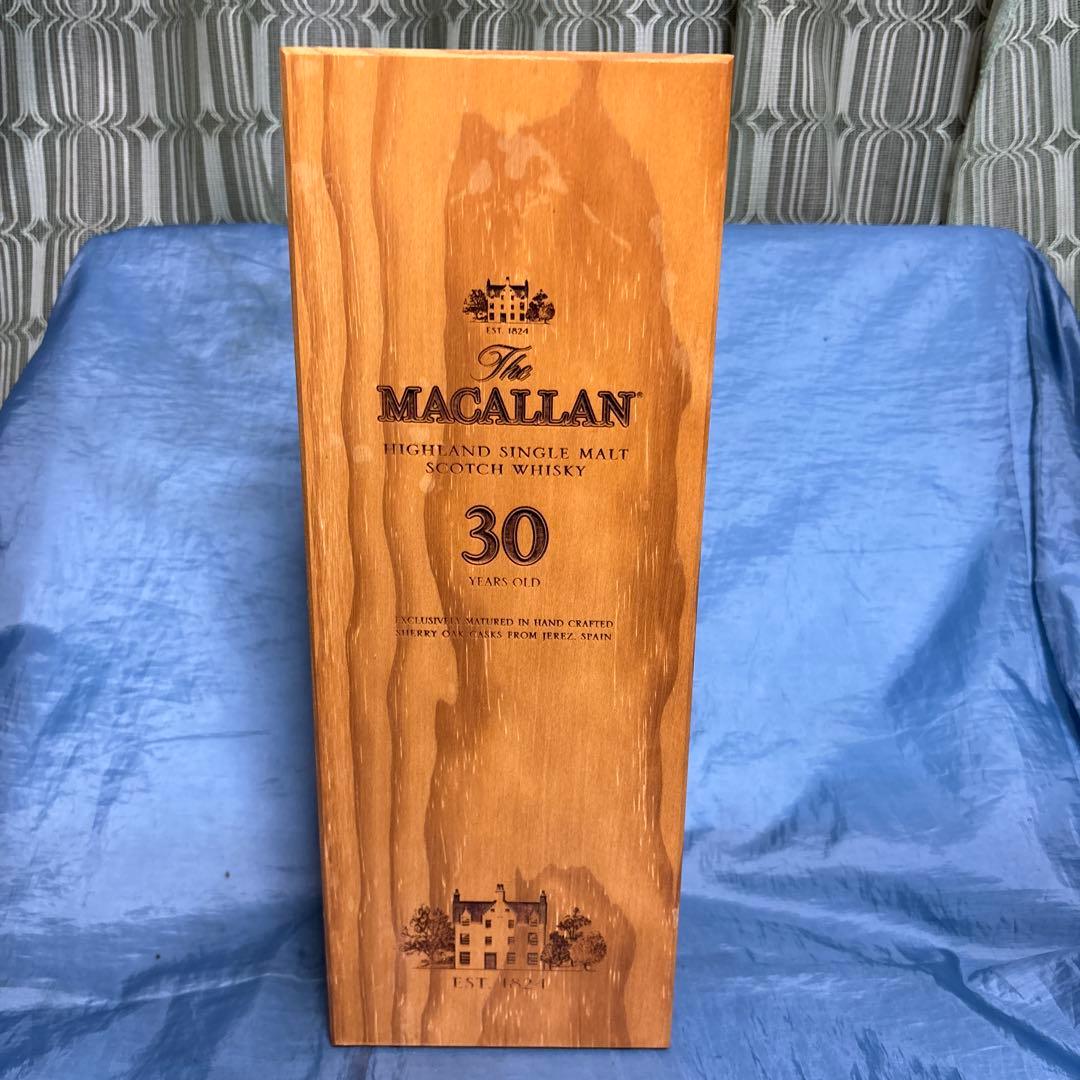 EST. 1824
The
MACALLAN®
HIGHLAND SINGLE MALT
SCOTCH WHISKY
30
YEARS OLD
EXCLUSIVELY MATURED IN HAND CRAFTED
SHERRY OAK CASKS FROM JEREZ, SPAIN
EST. 1824